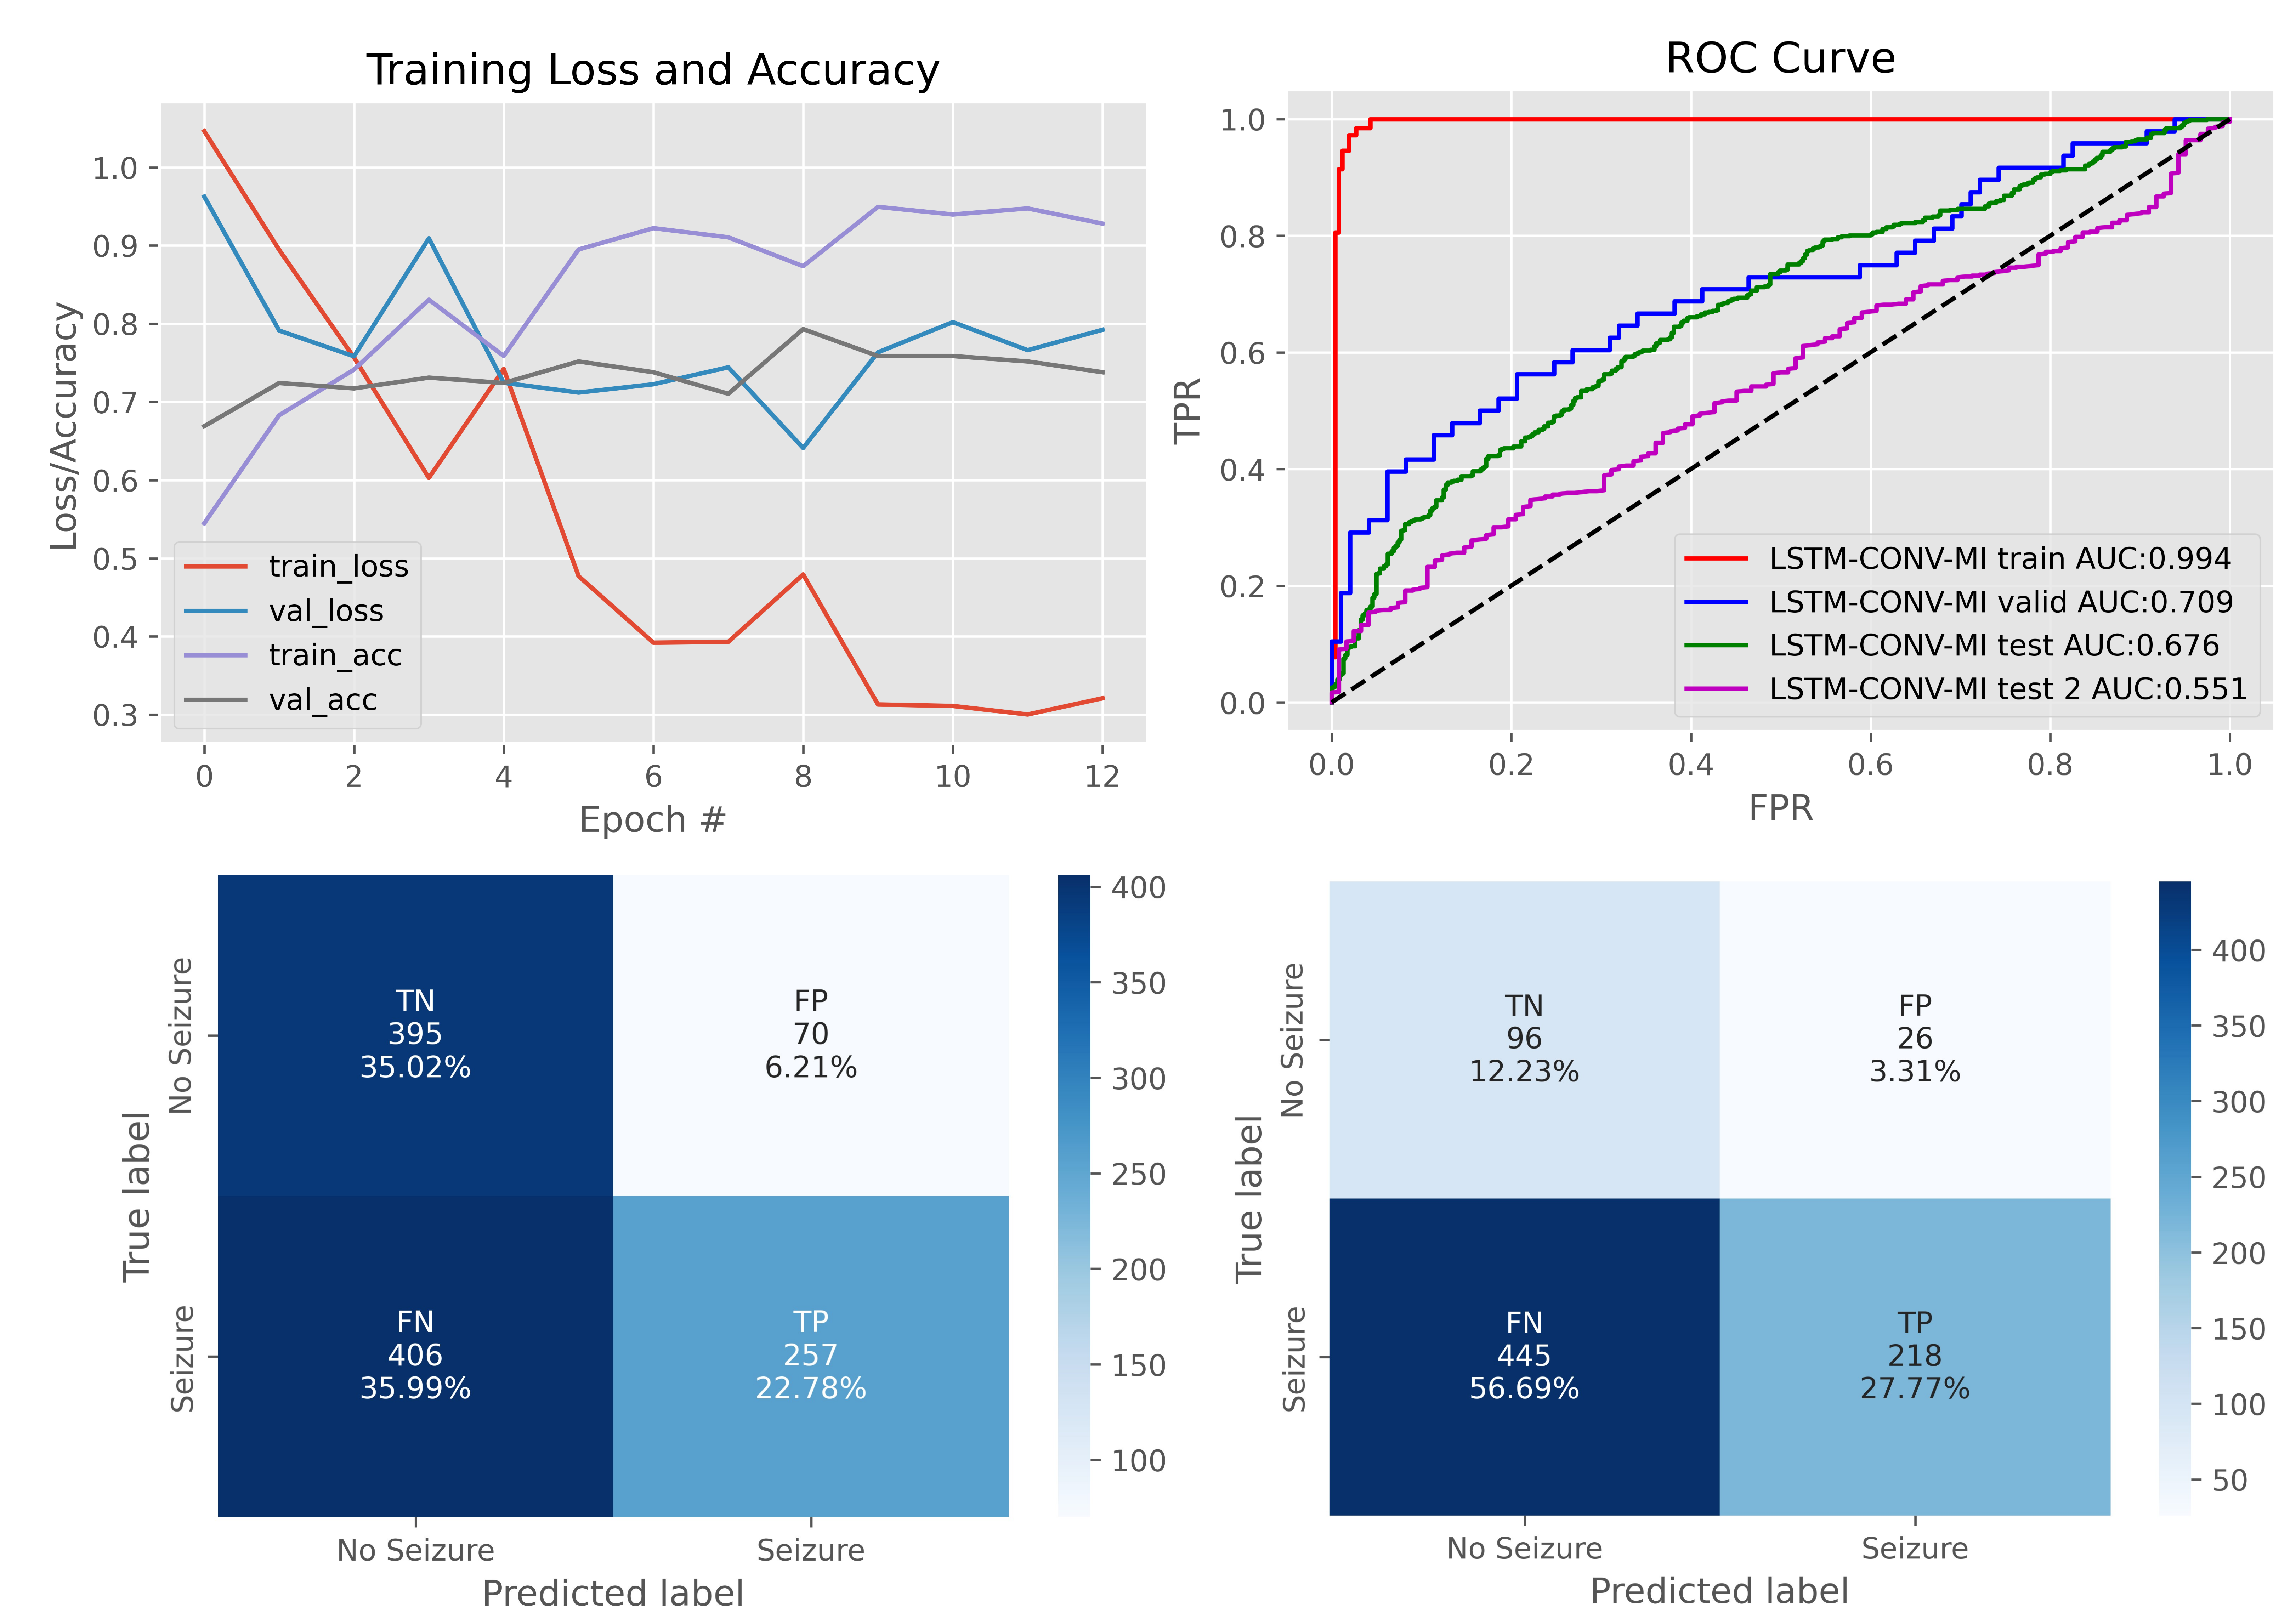 Training Loss and Accuracy
1.0
0.9
0.8
0.7
0.6
0.5
0.4
0.3
Loss/Accuracy
train_loss
val_loss
train_acc
val_acc
0 2 4 6 8 10 12
Epoch #
ROC Curve
1.0
0.8
0.6
0.4
0.2
0.0
TPR
LSTM-CONV-MI train AUC:0.994
LSTM-CONV-MI valid AUC:0.709
LSTM-CONV-MI test AUC:0.676
LSTM-CONV-MI test 2 AUC:0.551
0.0 0.2 0.4 0.6 0.8 1.0
FPR
True label
No Seizure
Seizure
TN
395
35.02%
FP
70
6.21%
FN
406
35.99%
TP
257
22.78%
No Seizure Seizure
Predicted label
400
350
300
250
200
150
100
True label
No Seizure
Seizure
TN
96
12.23%
FP
26
3.31%
FN
445
56.69%
TP
218
27.77%
No Seizure Seizure
Predicted label
400
350
300
250
200
150
100
50